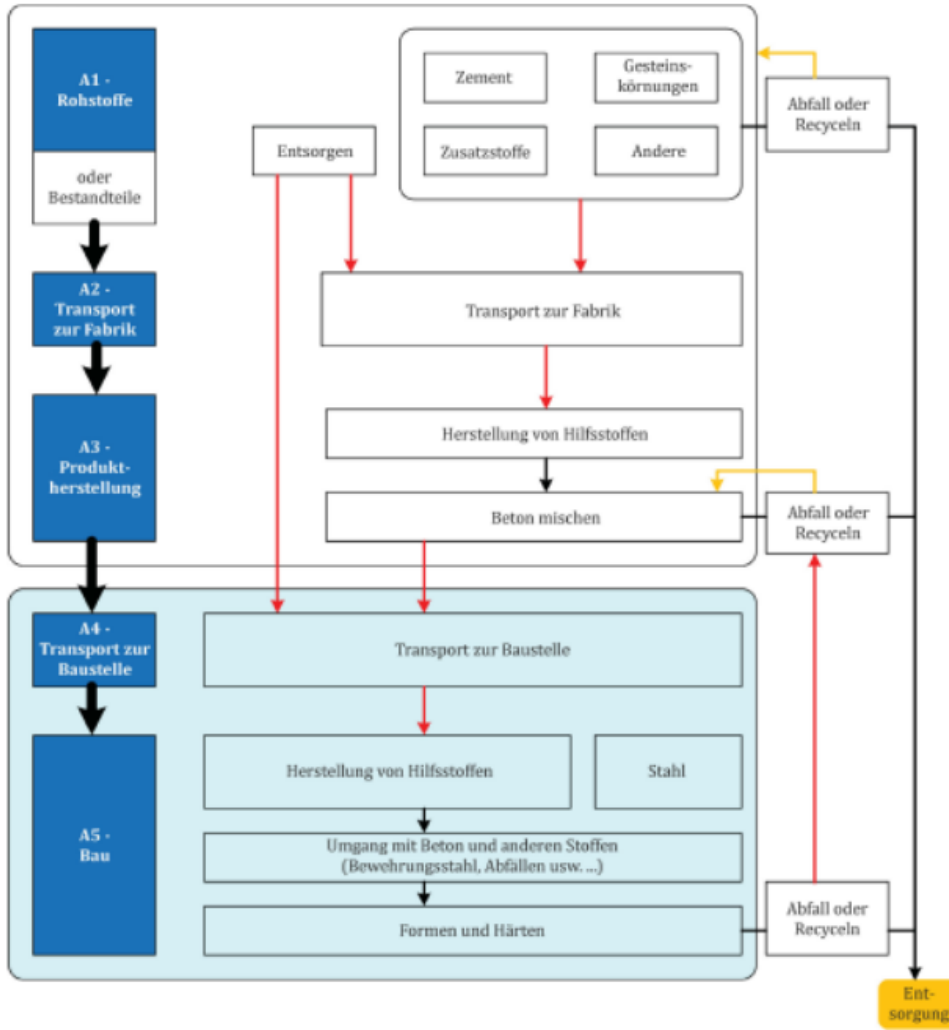 A1 -
Rohstoffe
oder
Bestandteile
A2 -
Transport
zur Fabrik
A3 -
Produkt-
herstellung
A4 -
Transport zur
Baustelle
A5 -
Bau
Entsorgen
Zement
Gesteins-
körnungen
Zusatzstoffe
Andere
Abfall oder
Recyceln
Transport zur Fabrik
Herstellung von Hilfsstoffen
Beton mischen
Abfall oder
Recyceln
Transport zur Baustelle
Herstellung von Hilfsstoffen
Stahl
Umgang mit Beton und anderen Stoffen
(Bewehrungsstahl, Abfällen usw. ...)
Formen und Härten
Abfall oder
Recyceln
Ent-
sorgung